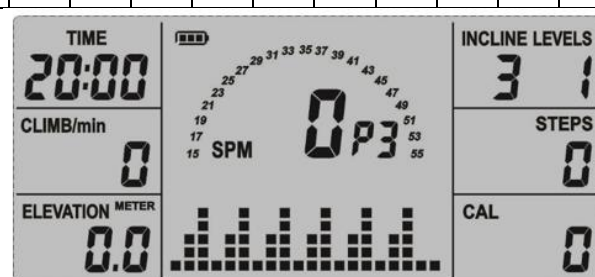 TIME
20:00
CLIMB/min
0
ELEVATION METER
0.0
15 17 19 21 23 25 27 29 31 33 35 37 39 41 43 45 47 49 51 53 55
SPM
0 P3
INCLINE LEVELS
3 1
STEPS
0
CAL
0